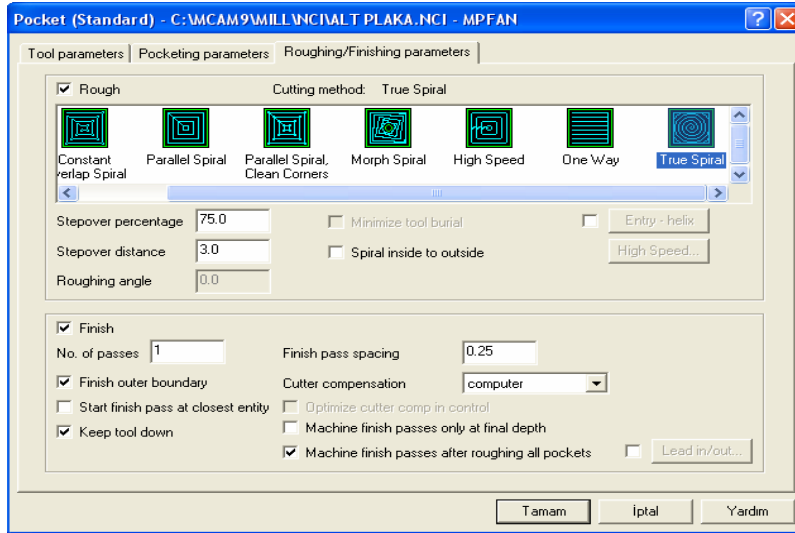 Pocket (Standard) - C:\MCAM9\MILL\NCI\ALT PLAKA.NCI - MPFAN
Tool parameters Pocketing parameters Roughing/Finishing parameters
Rough Cutting method: True Spiral
Constant Parallel Spiral Parallel Spiral, Morph Spiral High Speed One Way True Spiral
verlap Spiral Clean Corners
Stepover percentage 75.0 Minimize tool burial Entry - helix
Stepover distance 3.0 Spiral inside to outside High Speed...
Roughing angle 0.0
Finish
No. of passes 1 Finish pass spacing 0.25
Finish outer boundary Cutter compensation computer
Start finish pass at closest entity Optimize cutter comp in control
Keep tool down Machine finish passes only at final depth
Machine finish passes after roughing all pockets Lead in/out...
Tamam İptal Yardım